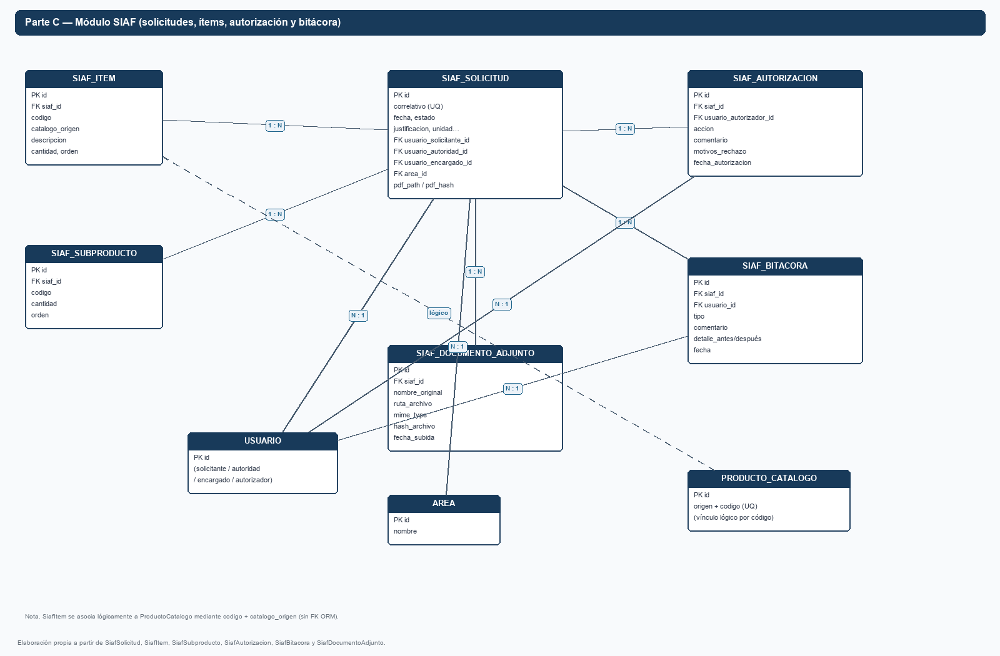 Parte C — Módulo SIAF (solicitudes, ítems, autorización y bitácora)
SIAF_ITEM
PK id
FK siaf_id
codigo
catalogo_origen
descripcion
cantidad, orden
SIAF_SOLICITUD
PK id
correlativo (UQ)
fecha, estado
justificacion, unidad…
FK usuario_solicitante_id
FK usuario_autoridad_id
FK usuario_encargado_id
FK area_id
pdf_path / pdf_hash
SIAF_AUTORIZACION
PK id
FK siaf_id
FK usuario_autorizador_id
accion
comentario
motivos_rechazo
fecha_autorizacion
1 : N
1 : N
1 : N
1 : N
SIAF_SUBPRODUCTO
PK id
FK siaf_id
codigo
cantidad
orden
1 : N
lógico
N : 1
N : 1
N : 1
SIAF_BITACORA
PK id
FK siaf_id
FK usuario_id
tipo
comentario
detalle_antes/después
fecha
SIAF_DOCUMENTO_ADJUNTO
PK id
FK siaf_id
nombre_original
ruta_archivo
mime_type
hash_archivo
fecha_subida
N : 1
USUARIO
PK id
(solicitante / autoridad
/ encargado / autorizador)
AREA
PK id
nombre
PRODUCTO_CATALOGO
PK id
origen + codigo (UQ)
(vínculo lógico por código)
Nota. SiafItem se asocia lógicamente a ProductoCatalogo mediante codigo + catalogo_origen (sin FK ORM).
Elaboración propia a partir de SiafSolicitud, SiafItem, SiafSubproducto, SiafAutorizacion, SiafBitacora y SiafDocumentoAdjunto.